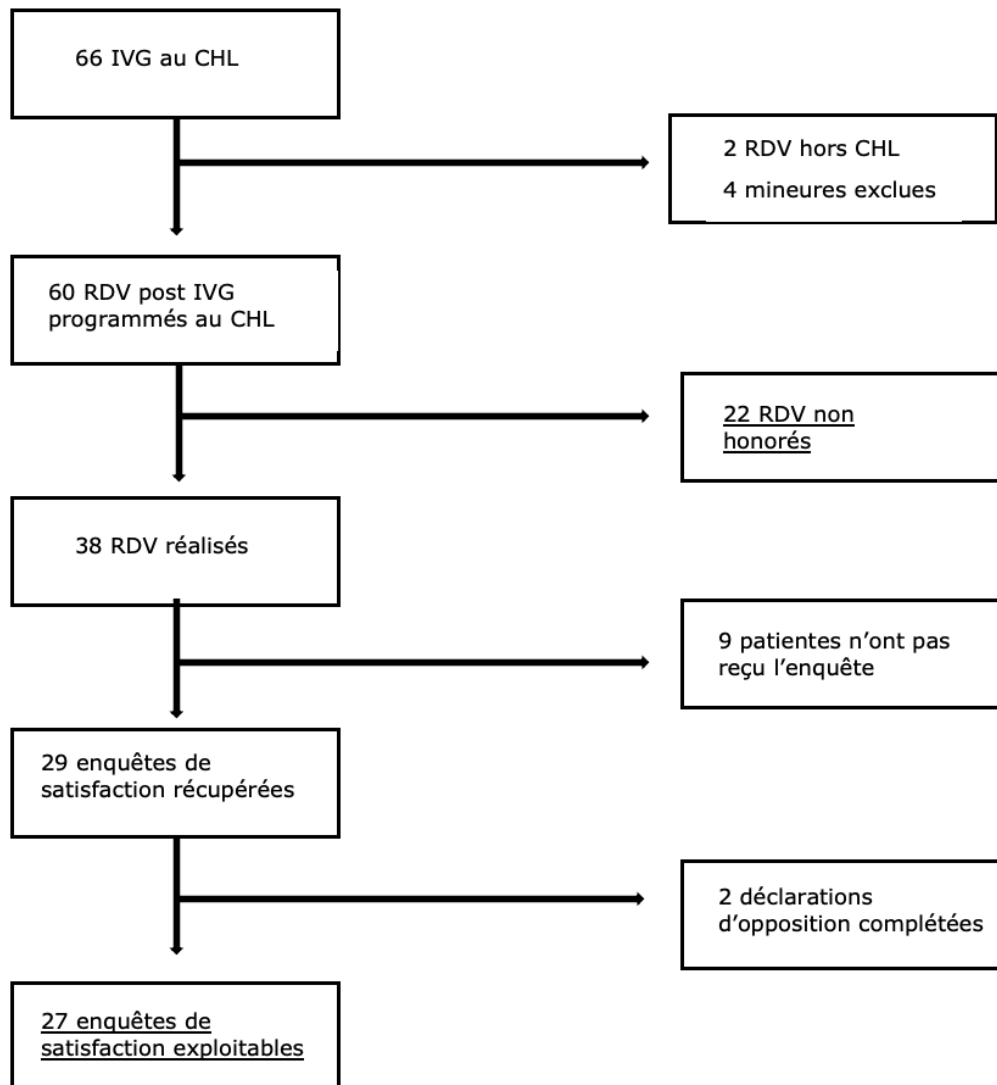 66 IVG au CHL
2 RDV hors CHL
4 mineures exclues
60 RDV post IVG
programmés au CHL
22 RDV non
honorés
38 RDV réalisés
9 patientes n'ont pas
reçu l'enquête
29 enquêtes de
satisfaction récupérées
2 déclarations
d'opposition complétées
27 enquêtes de
satisfaction exploitables